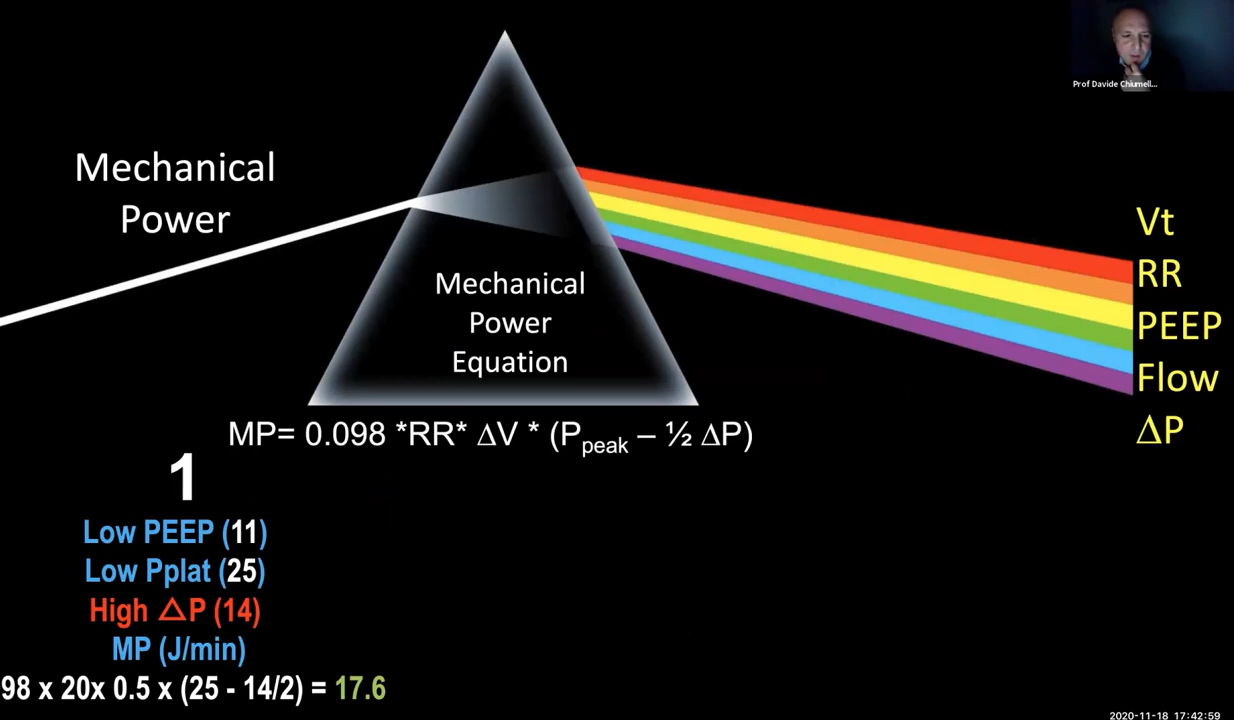 Prof Davide Chiumell...
Mechanical
Power
Vt
RR
PEEP
Flow
ΔP
Mechanical
Power
Equation
MP= 0.098 *RR* ΔV * (Ppeak – ½ ΔP)
1
Low PEEP (11)
Low Pplat (25)
High △P (14)
MP (J/min)
98 x 20x 0.5 x (25 - 14/2) = 17.6
2020-11-18 17:42:59